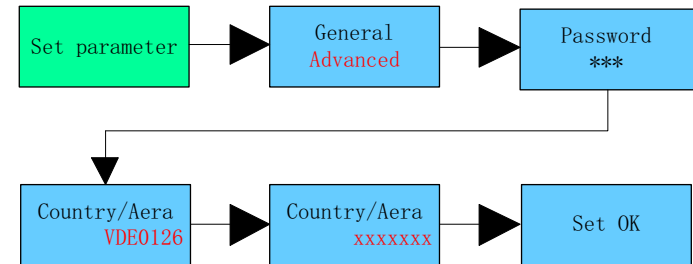 Set parameter
General
Advanced
Password
***
Country/Aera
VDE0126
Country/Aera
xxxxxxx
Set OK